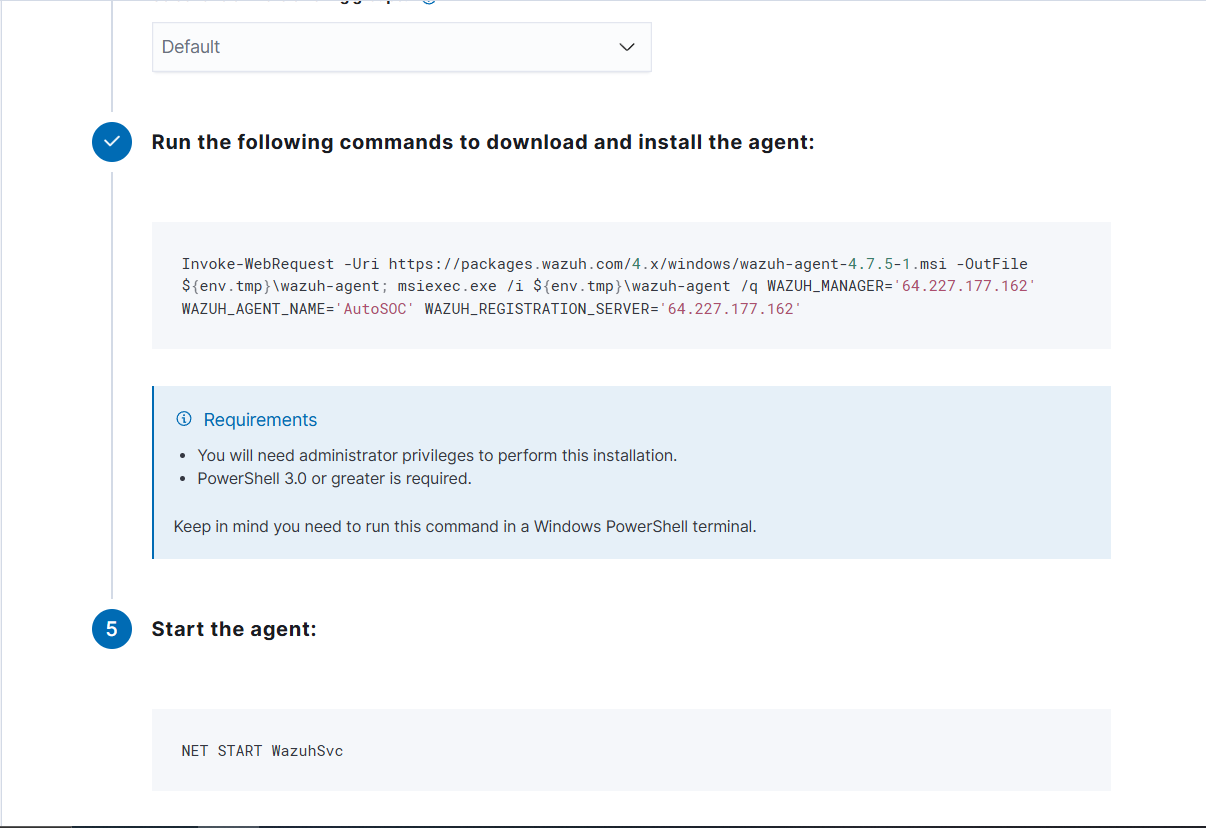 Default
Run the following commands to download and install the agent:
Invoke-WebRequest -Uri https://packages.wazuh.com/4.x/windows/wazuh-agent-4.7.5-1.msi -OutFile
${env.tmp}\wazuh-agent; msiexec.exe /i ${env.tmp}\wazuh-agent /q WAZUH_MANAGER='64.227.177.162'
WAZUH_AGENT_NAME='AutoSOC' WAZUH_REGISTRATION_SERVER='64.227.177.162'
Requirements
• You will need administrator privileges to perform this installation.
• PowerShell 3.0 or greater is required.
Keep in mind you need to run this command in a Windows PowerShell terminal.
5 Start the agent:
NET START WazuhSvc